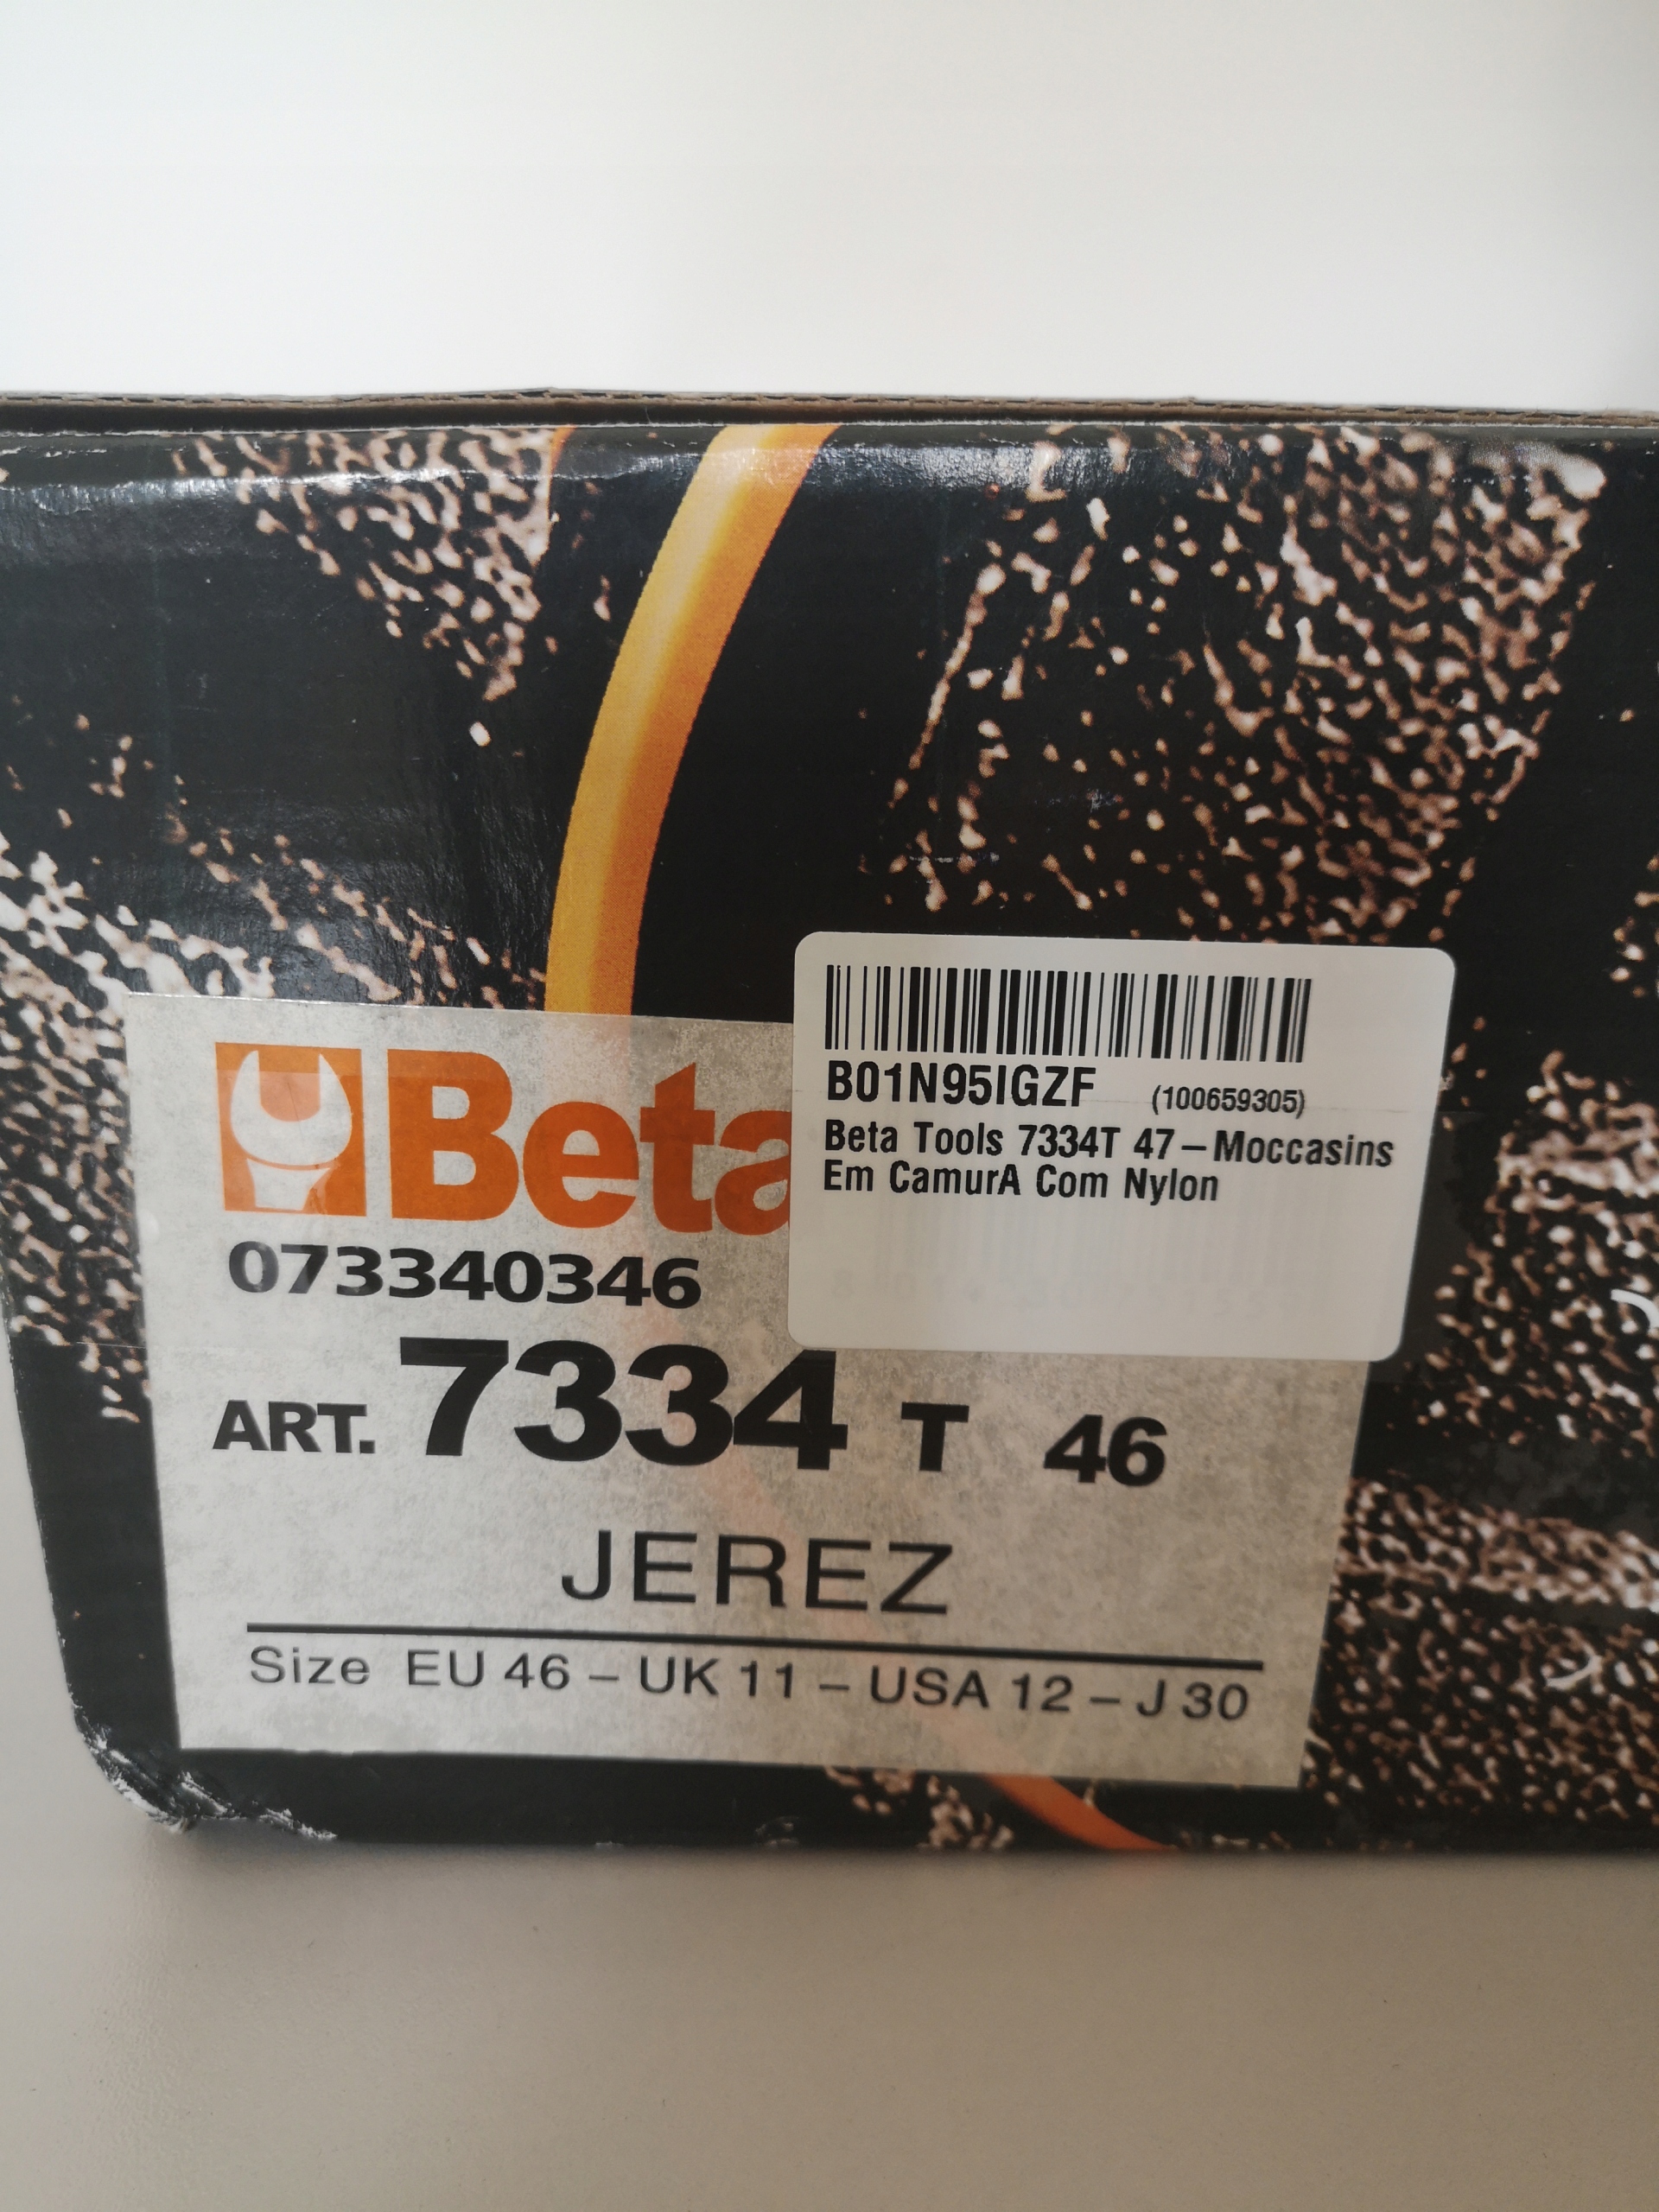 B01N95IGZF (100659305)
Beta Tools 7334T 47-Moccasins
Em CamurA Com Nylon
Beta
073340346
ART. 7334 T 46
JEREZ
Size EU 46 - UK 11 - USA 12 - J 30